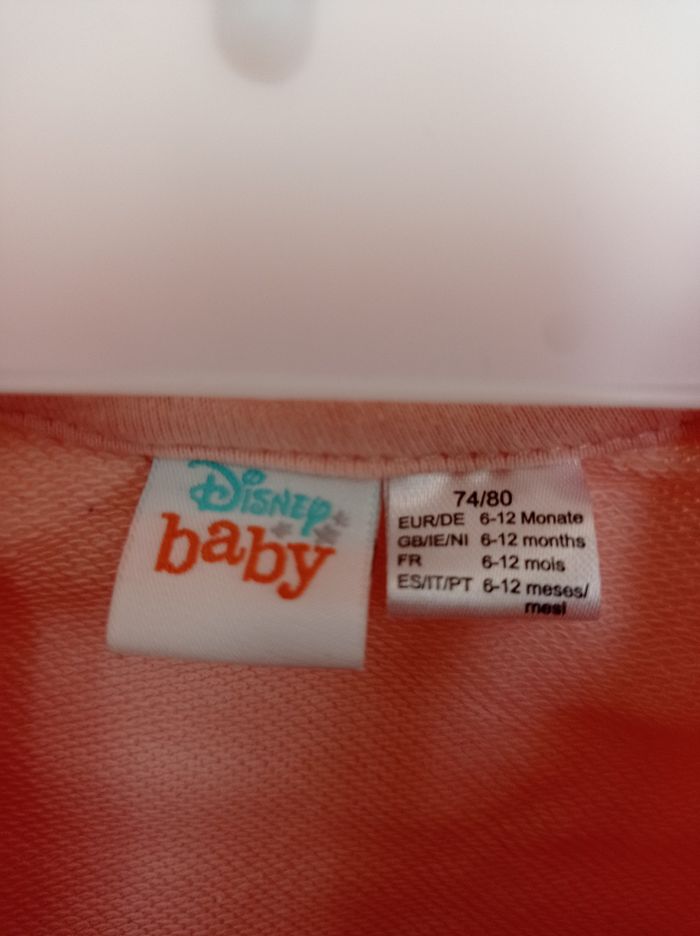 Disney
baby
74/80
EUR/DE 6-12 Monate
GB/IE/NI 6-12 months
FR 6-12 mois
ES/IT/PT 6-12 meses/
mesi